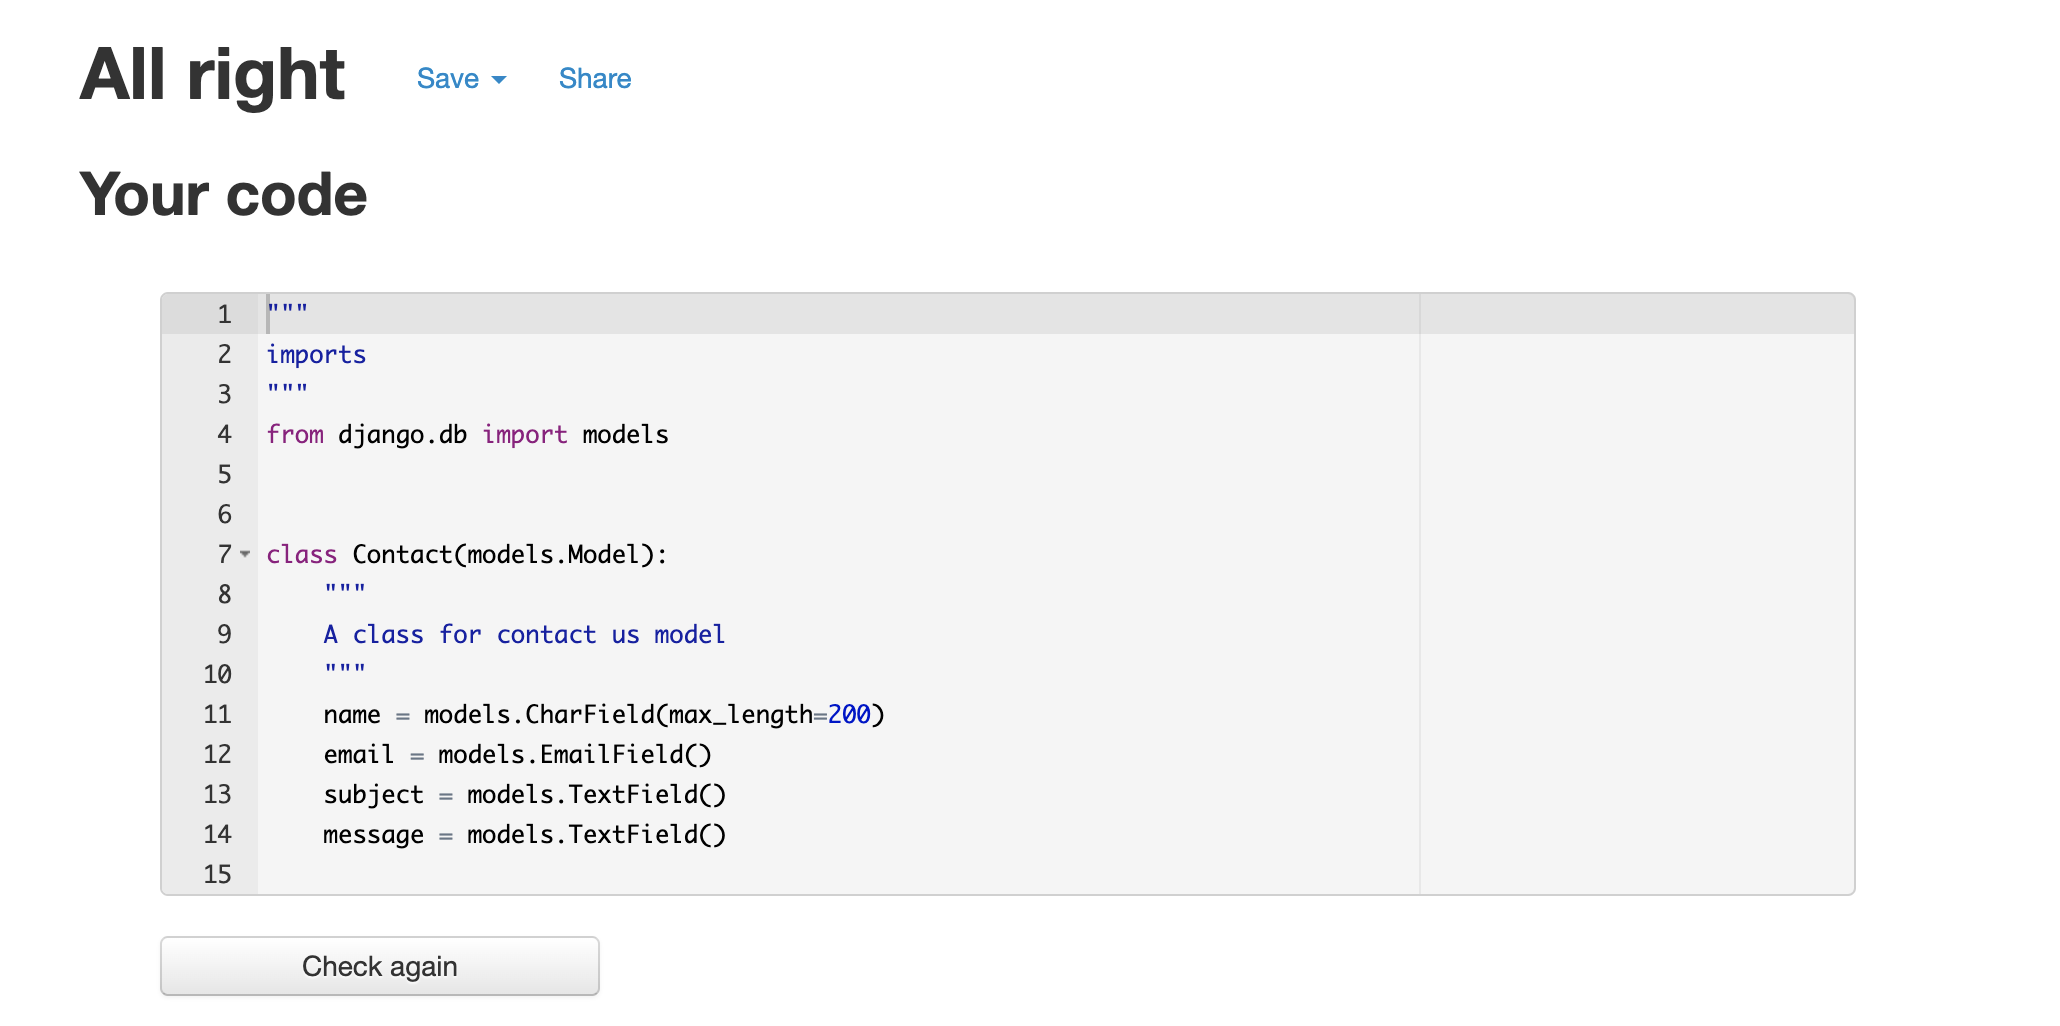 All right Save Share
Your code
1 """
2 imports
3 """
4 from django.db import models
5
6
7 class Contact(models.Model):
8     """
9     A class for contact us model
10     """
11     name = models.CharField(max_length=200)
12     email = models.EmailField()
13     subject = models.TextField()
14     message = models.TextField()
15
Check again